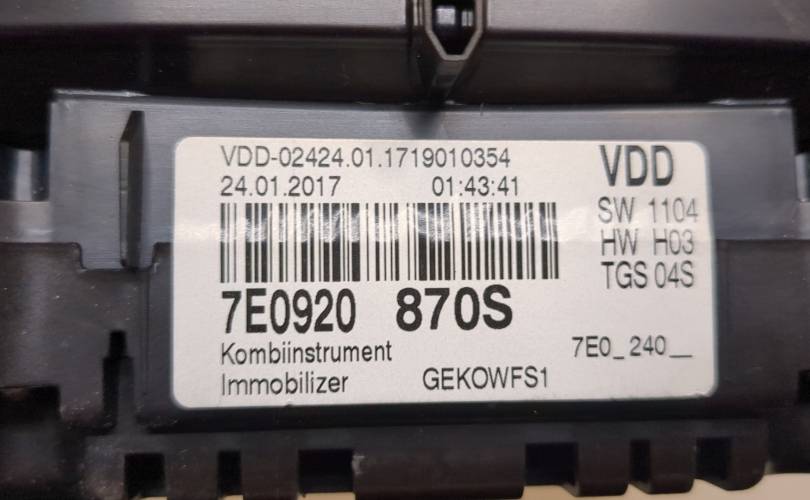 VDD-02424.01.1719010354
24.01.2017 01:43:41
VDD
SW 1104
HW H03
TGS 04S
7E0920 870S
Kombiinstrument
7E0_240__
Immobilizer GEKOWFS1